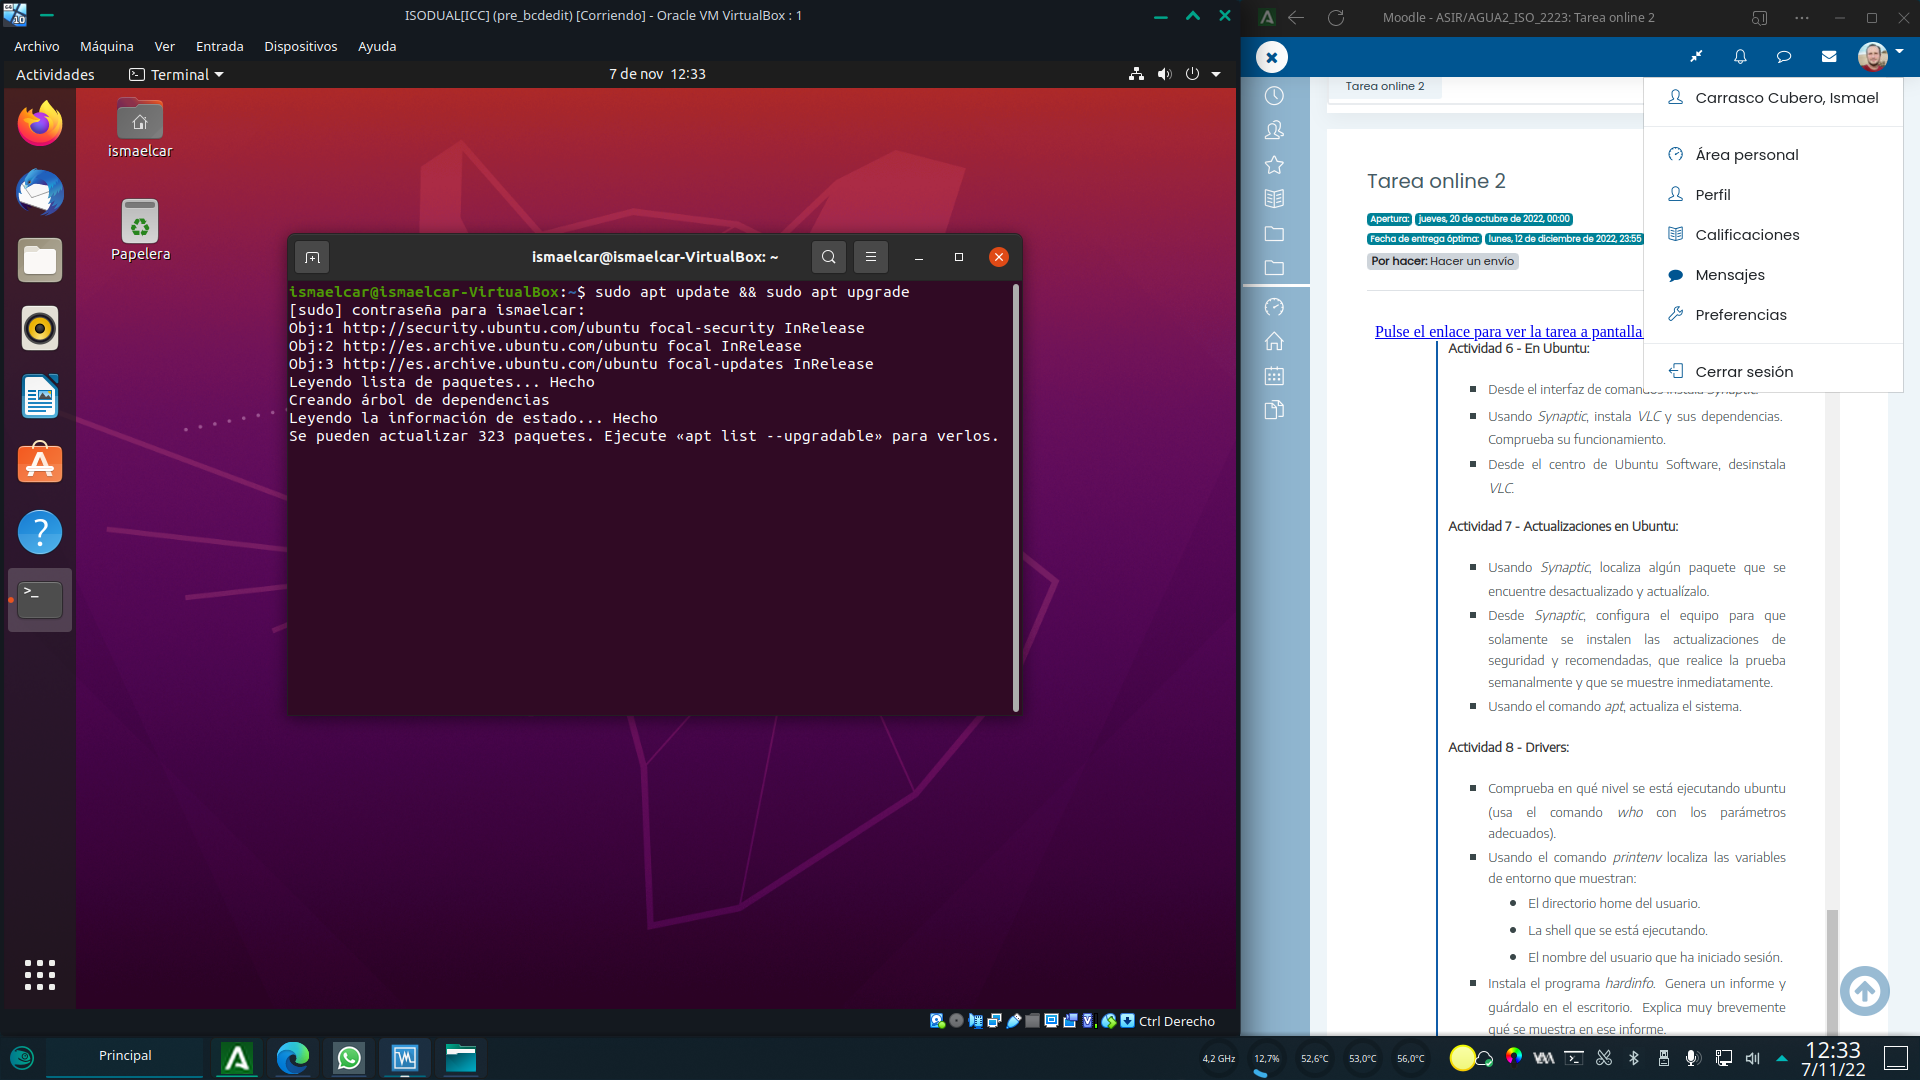 ISODUAL[ICC] (pre_bcdedit) [Corriendo] - Oracle VM VirtualBox : 1
Archivo Máquina Ver Entrada Dispositivos Ayuda
Actividades Terminal 7 de nov 12:33
ismaelcar
Papelera
ismaelcar@ismaelcar-VirtualBox: ~
ismaelcar@ismaelcar-VirtualBox:~$ sudo apt update && sudo apt upgrade
[sudo] contraseña para ismaelcar:
Obj:1 http://security.ubuntu.com/ubuntu focal-security InRelease
Obj:2 http://es.archive.ubuntu.com/ubuntu focal InRelease
Obj:3 http://es.archive.ubuntu.com/ubuntu focal-updates InRelease
Leyendo lista de paquetes... Hecho
Creando árbol de dependencias
Leyendo la información de estado... Hecho
Se pueden actualizar 323 paquetes. Ejecute «apt list --upgradable» para verlos.
Ctrl Derecho
Moodle - ASIR/AGUA2_ISO_2223: Tarea online 2
Tarea online 2
Carrasco Cubero, Ismael
Área personal
Perfil
Calificaciones
Mensajes
Preferencias
Cerrar sesión
Tarea online 2
Apertura: jueves, 20 de octubre de 2022, 00:00
Fecha de entrega óptima: lunes, 12 de diciembre de 2022, 23:55
Por hacer: Hacer un envío
Pulse el enlace para ver la tarea a pantalla
Actividad 6 - En Ubuntu:
Desde el interfaz de comandos instala Synaptic.
Usando Synaptic, instala VLC y sus dependencias.
Comprueba su funcionamiento.
Desde el centro de Ubuntu Software, desinstala
VLC.
Actividad 7 - Actualizaciones en Ubuntu:
Usando Synaptic, localiza algún paquete que se
encuentre desactualizado y actualízalo.
Desde Synaptic, configura el equipo para que
solamente se instalen las actualizaciones de
seguridad y recomendadas, que realice la prueba
semanalmente y que se muestre inmediatamente.
Usando el comando apt, actualiza el sistema.
Actividad 8 - Drivers:
Comprueba en qué nivel se está ejecutando ubuntu
(usa el comando who con los parámetros
adecuados).
Usando el comando printenv localiza las variables
de entorno que muestran:
El directorio home del usuario.
La shell que se está ejecutando.
El nombre del usuario que ha iniciado sesión.
Instala el programa hardinfo. Genera un informe y
guárdalo en el escritorio. Explica muy brevemente
qué se muestra en ese informe.
Principal
4,2 GHz 12,7% 52,6°C 53,0°C 56,0°C
12:33
7/11/22